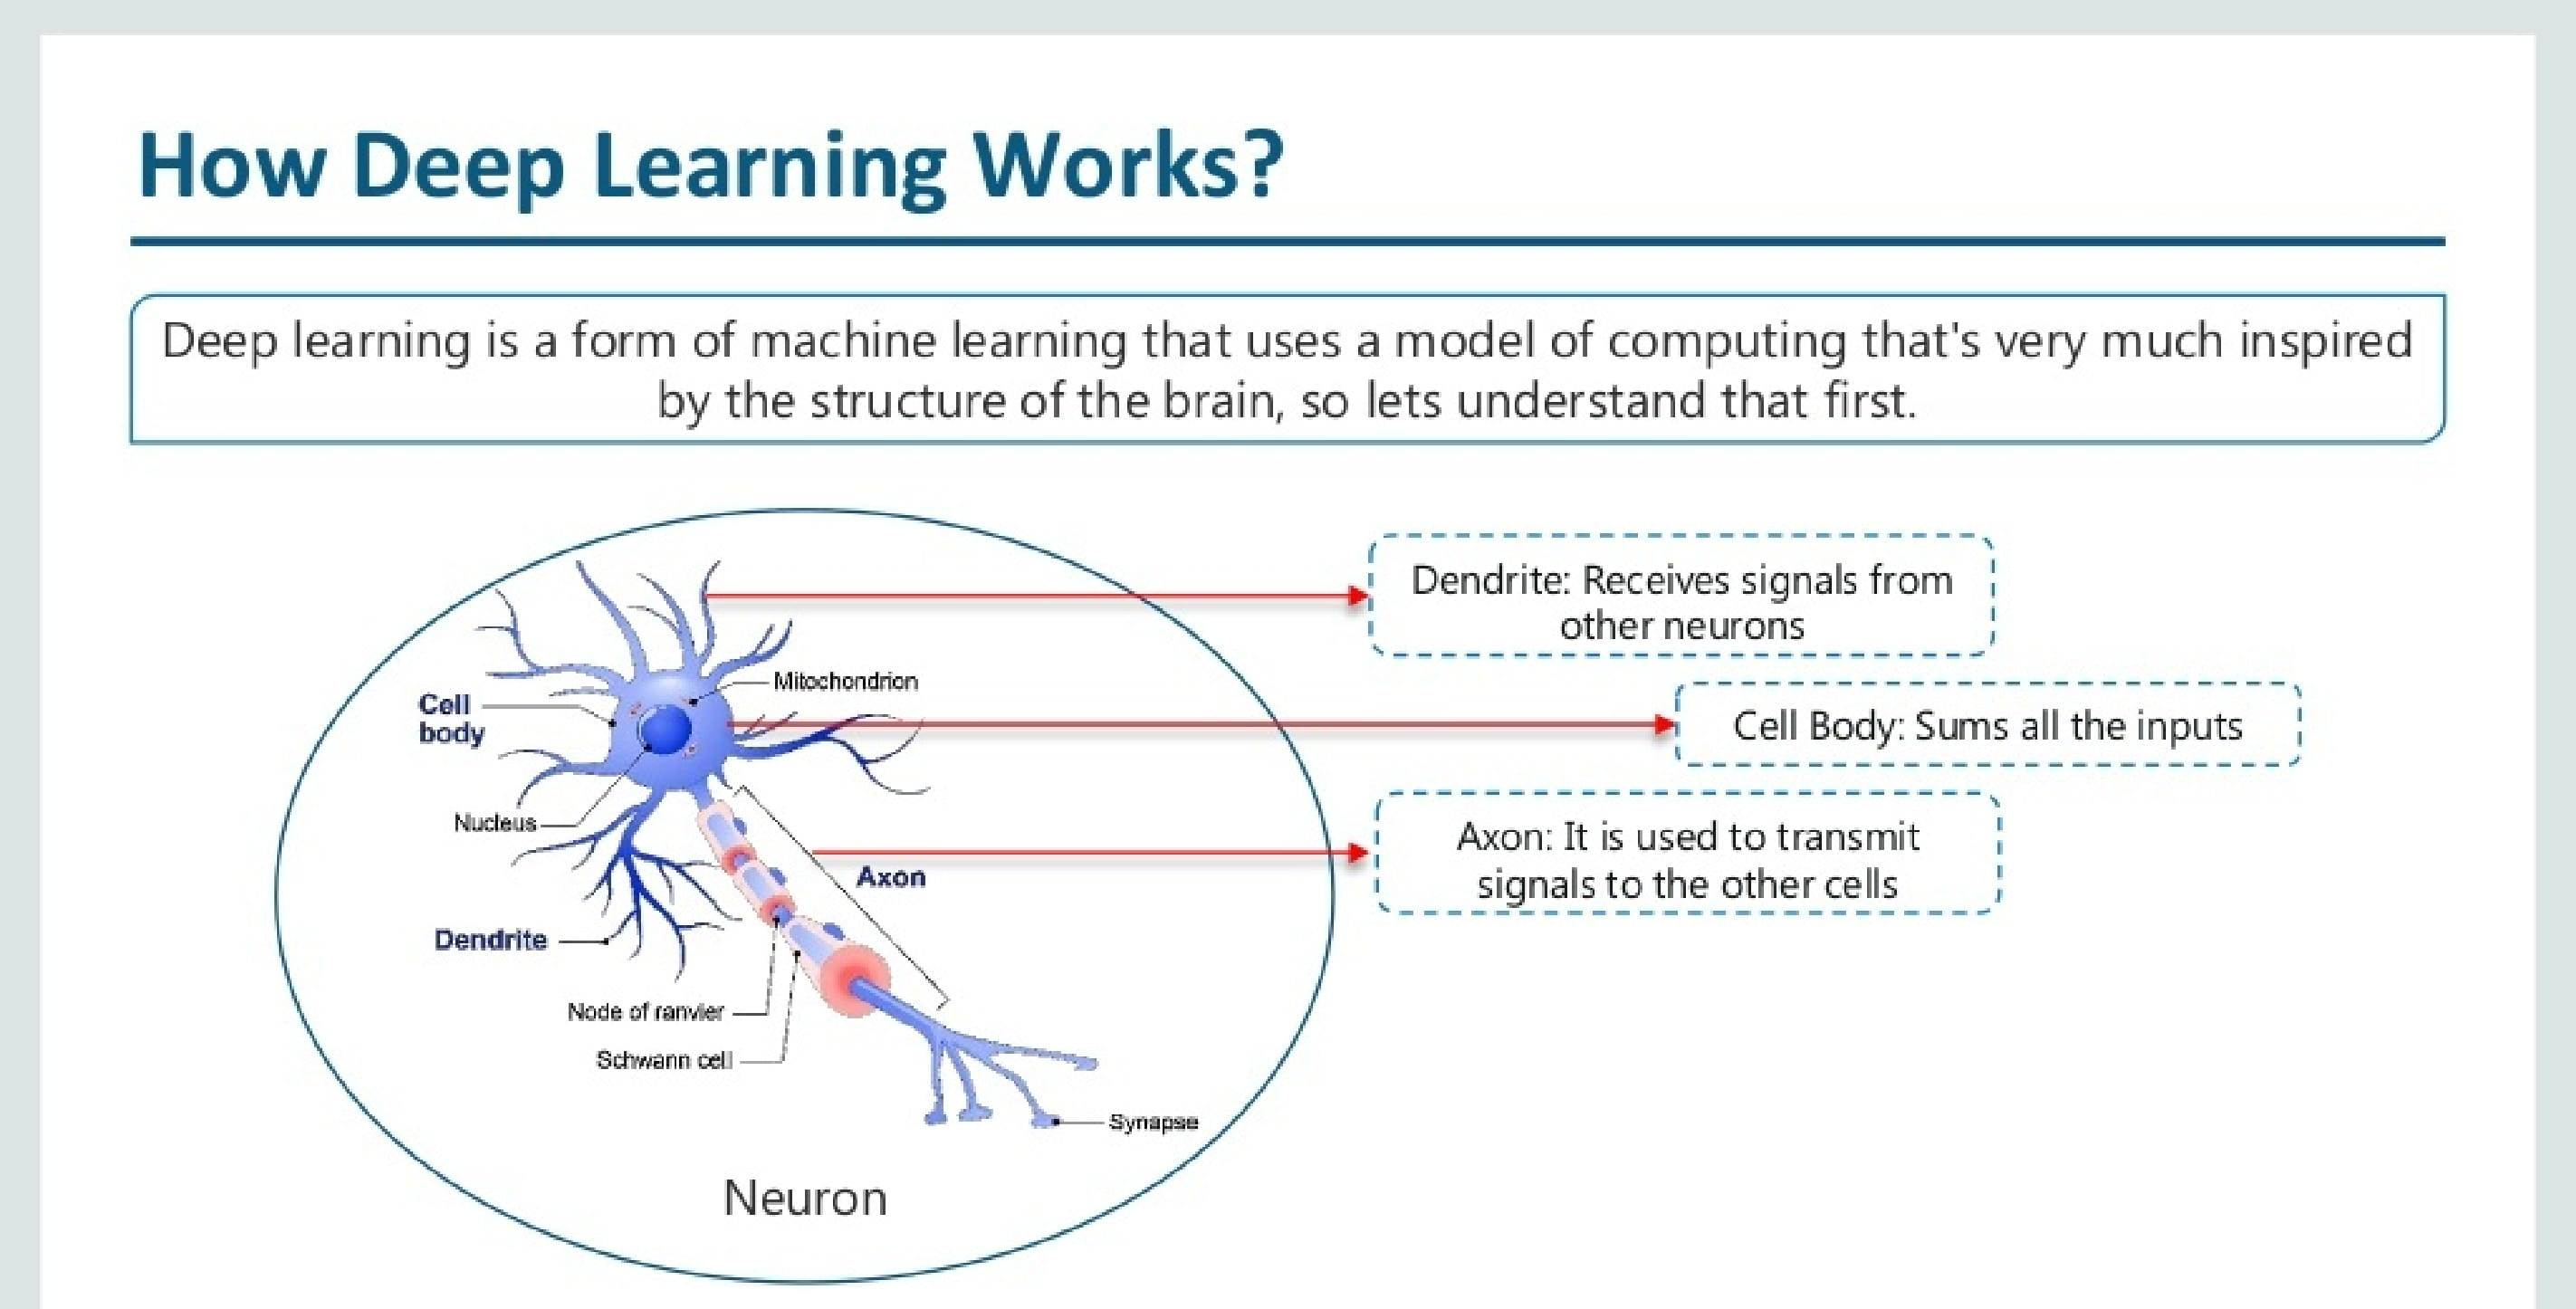 How Deep Learning Works?
Deep learning is a form of machine learning that uses a model of computing that's very much inspired
by the structure of the brain, so lets understand that first.
Dendrite: Receives signals from
other neurons
Mitochondrion
Cell
body
Cell Body: Sums all the inputs
Nucleus
Axon: It is used to transmit
signals to the other cells
Axon
Dendrite
Node of ranvier
Schwann cell
Synapse
Neuron